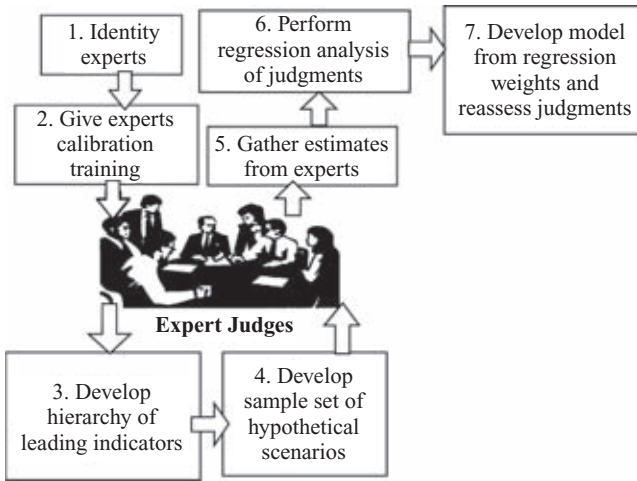 1. Identity
experts
2. Give experts
calibration
training
Expert Judges
3. Develop
hierarchy of
leading indicators
4. Develop
sample set of
hypothetical
scenarios
5. Gather estimates
from experts
6. Perform
regression analysis
of judgments
7. Develop model
from regression
weights and
reassess judgments